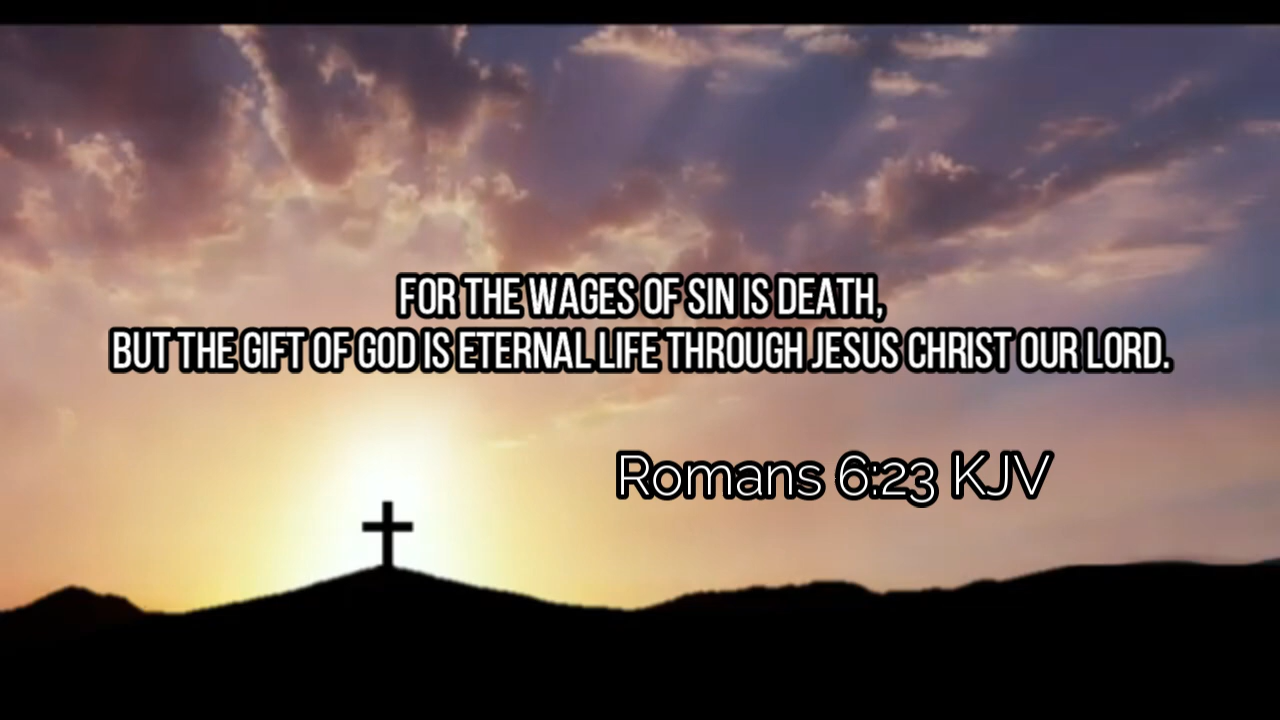 FOR THE WAGES OF SIN IS DEATH,
BUT THE GIFT OF GOD IS ETERNAL LIFE THROUGH JESUS CHRIST OUR LORD.
Romans 6:23 KJV